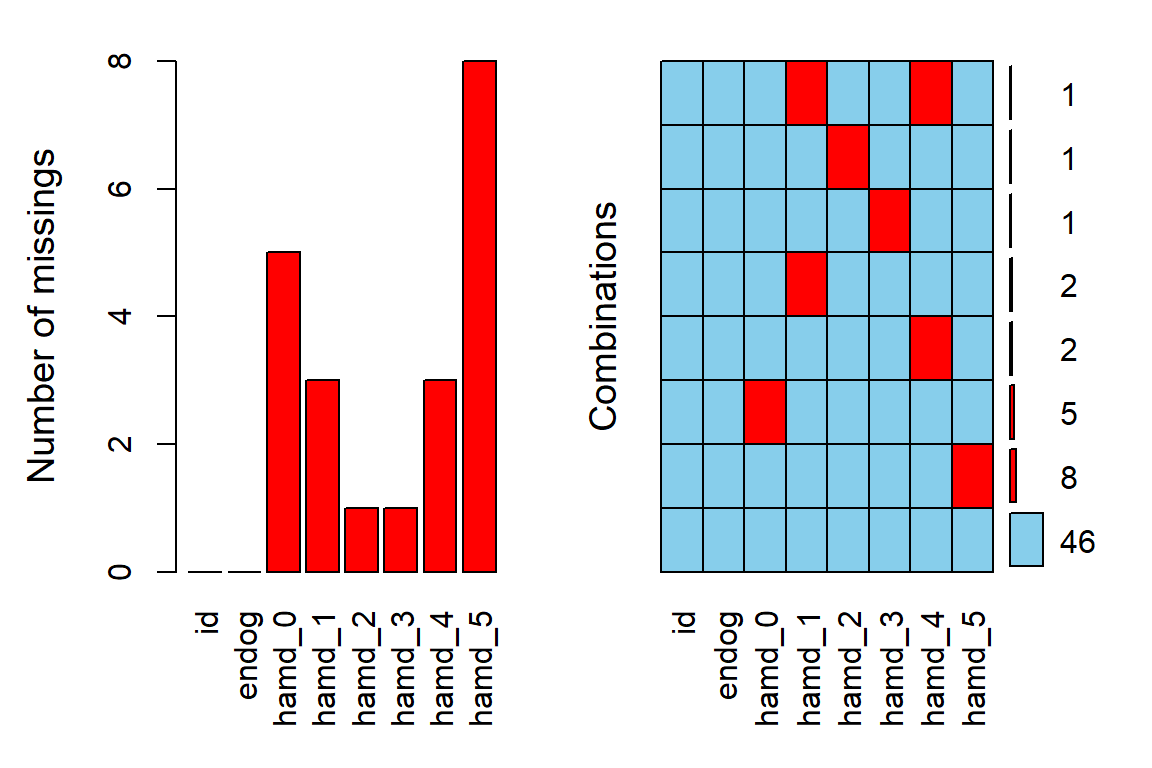 Number of missings
0
2
4
6
8
id
endog
hamd_0
hamd_1
hamd_2
hamd_3
hamd_4
hamd_5
Combinations
id
endog
hamd_0
hamd_1
hamd_2
hamd_3
hamd_4
hamd_5
1
1
1
2
2
5
8
46